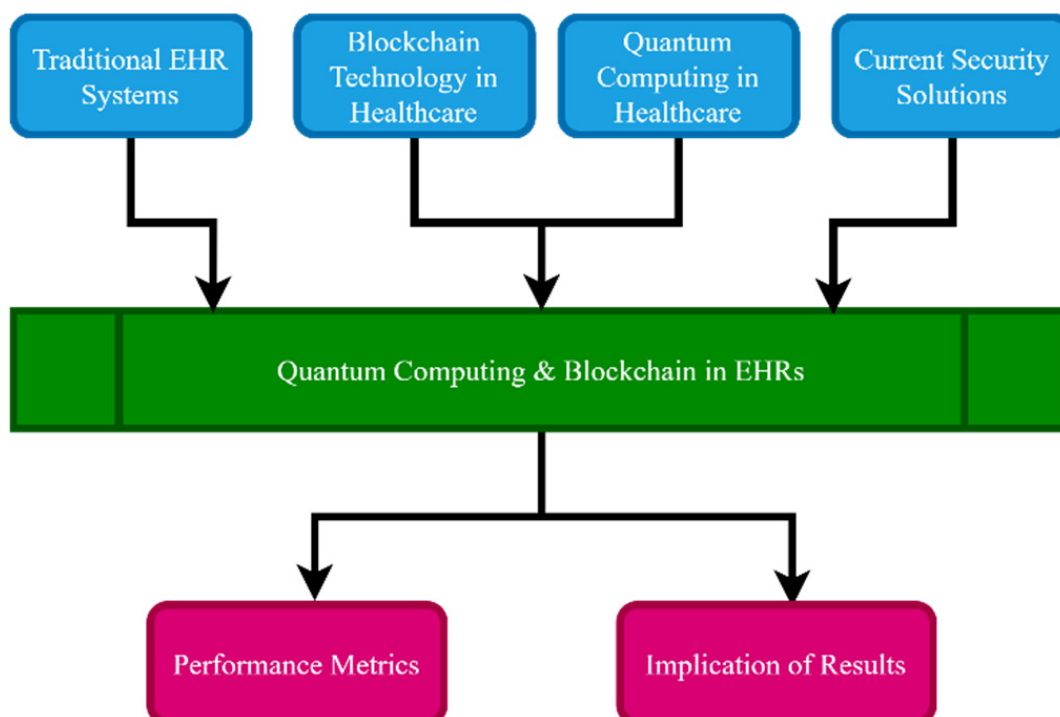 Traditional EHR
Systems
Blockchain
Technology in
Healthcare
Quantum
Computing in
Healthcare
Current Security
Solutions
Quantum Computing & Blockchain in EHRs
Performance Metrics
Implication of Results